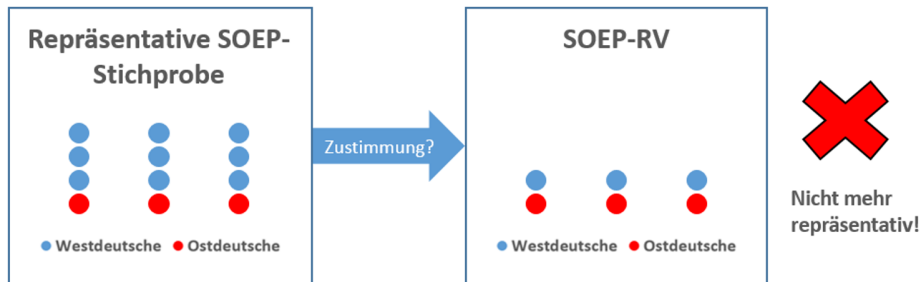 Repräsentative SOEP-
Stichprobe
Westdeutsche Ostdeutsche
Zustimmung?
SOEP-RV
Westdeutsche Ostdeutsche
Nicht mehr
repräsentativ!